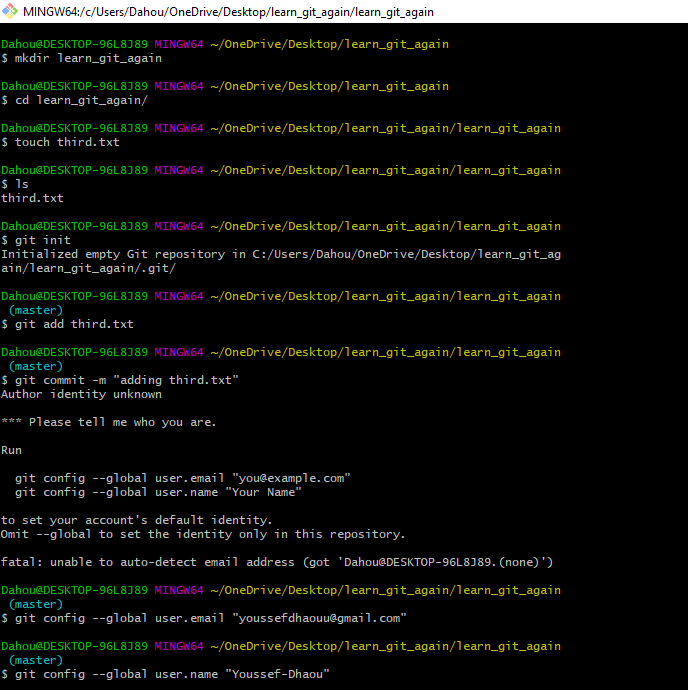 MINGW64:/c/Users/Dahou/OneDrive/Desktop/learn_git_again/learn_git_again
Dahou@DESKTOP-96L8J89 MINGW64 ~/OneDrive/Desktop/learn_git_again
$ mkdir learn_git_again
Dahou@DESKTOP-96L8J89 MINGW64 ~/OneDrive/Desktop/learn_git_again
$ cd learn_git_again/
Dahou@DESKTOP-96L8J89 MINGW64 ~/OneDrive/Desktop/learn_git_again/learn_git_again
$ touch third.txt
Dahou@DESKTOP-96L8J89 MINGW64 ~/OneDrive/Desktop/learn_git_again/learn_git_again
$ ls
third.txt
Dahou@DESKTOP-96L8J89 MINGW64 ~/OneDrive/Desktop/learn_git_again/learn_git_again
$ git init
Initialized empty Git repository in C:/Users/Dahou/OneDrive/Desktop/learn_git_ag
ain/learn_git_again/.git/
Dahou@DESKTOP-96L8J89 MINGW64 ~/OneDrive/Desktop/learn_git_again/learn_git_again
(master)
$ git add third.txt
Dahou@DESKTOP-96L8J89 MINGW64 ~/OneDrive/Desktop/learn_git_again/learn_git_again
(master)
$ git commit -m "adding third.txt"
Author identity unknown
*** Please tell me who you are.
Run
git config --global user.email "you@example.com"
git config --global user.name "Your Name"
to set your account's default identity.
Omit --global to set the identity only in this repository.
fatal: unable to auto-detect email address (got 'Dahou@DESKTOP-96L8J89.(none)')
Dahou@DESKTOP-96L8J89 MINGW64 ~/OneDrive/Desktop/learn_git_again/learn_git_again
(master)
$ git config --global user.email "youssefdhaouu@gmail.com"
Dahou@DESKTOP-96L8J89 MINGW64 ~/OneDrive/Desktop/learn_git_again/learn_git_again
(master)
$ git config --global user.name "Youssef-Dhaou"